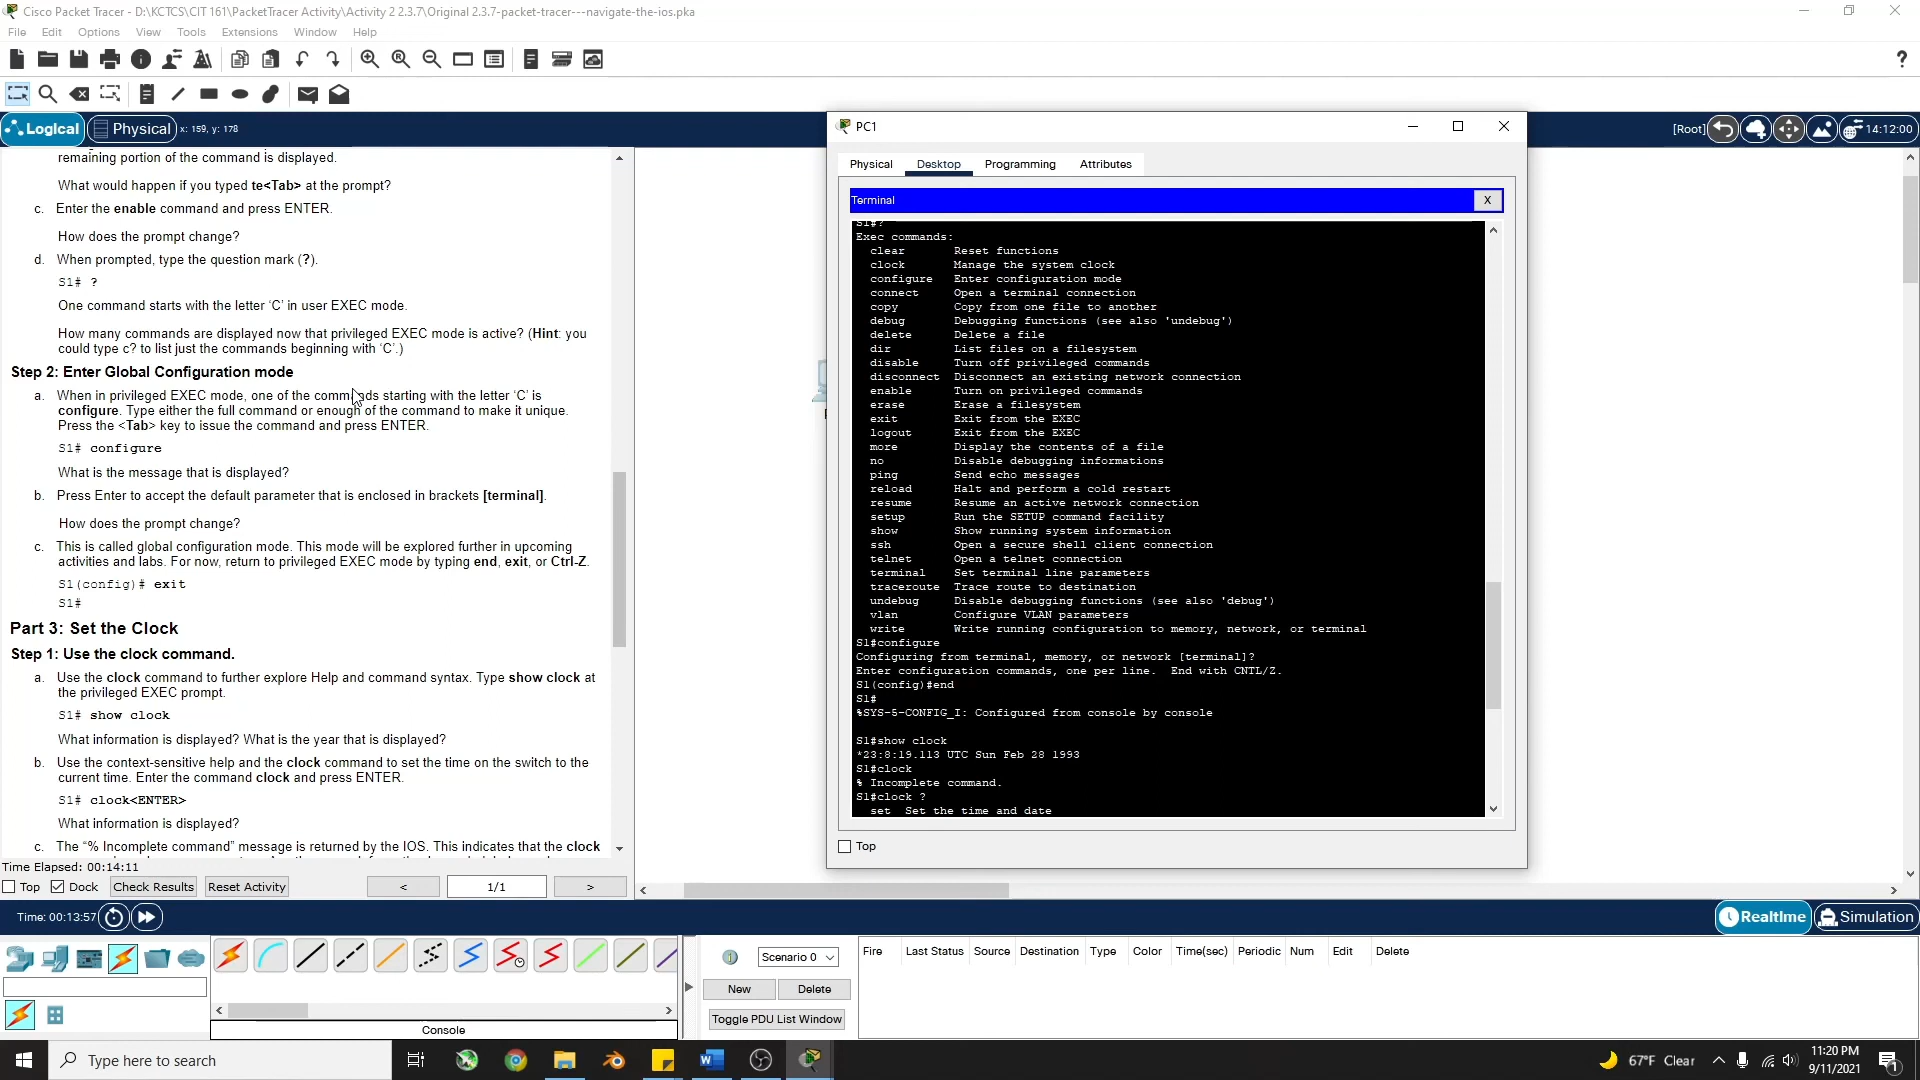 Cisco Packet Tracer - D:\KCTCS\CIT 161\PacketTracer Activity\Activity 2 2.3.7\Original 2.3.7-packet-tracer---navigate-the-ios.pka
File Edit Options View Tools Extensions Window Help
?
Logical Physical x: 159, y: 178
[Root] 14:12:00
remaining portion of the command is displayed.
What would happen if you typed te<Tab> at the prompt?
c. Enter the enable command and press ENTER.
How does the prompt change?
d. When prompted, type the question mark (?).
S1# ?
One command starts with the letter ‘C’ in user EXEC mode.
How many commands are displayed now that privileged EXEC mode is active? (Hint: you
could type c? to list just the commands beginning with ‘C’.)
Step 2: Enter Global Configuration mode
a. When in privileged EXEC mode, one of the commands starting with the letter ‘C’ is
configure. Type either the full command or enough of the command to make it unique.
Press the <Tab> key to issue the command and press ENTER.
S1# configure
What is the message that is displayed?
b. Press Enter to accept the default parameter that is enclosed in brackets [terminal].
How does the prompt change?
c. This is called global configuration mode. This mode will be explored further in upcoming
activities and labs. For now, return to privileged EXEC mode by typing end, exit, or Ctrl-Z.
S1(config)# exit
S1#
Part 3: Set the Clock
Step 1: Use the clock command.
a. Use the clock command to further explore Help and command syntax. Type show clock at
the privileged EXEC prompt.
S1# show clock
What information is displayed? What is the year that is displayed?
b. Use the context-sensitive help and the clock command to set the time on the switch to the
current time. Enter the command clock and press ENTER.
S1# clock<ENTER>
What information is displayed?
c. The “% Incomplete command” message is returned by the IOS. This indicates that the clock
Time Elapsed: 00:14:11
Top Dock Check Results Reset Activity < 1/1 >
PC1
Physical Desktop Programming Attributes
Terminal X
S1#?
Exec commands:
clear Reset functions
clock Manage the system clock
configure Enter configuration mode
connect Open a terminal connection
copy Copy from one file to another
debug Debugging functions (see also 'undebug')
delete Delete a file
dir List files on a filesystem
disable Turn off privileged commands
disconnect Disconnect an existing network connection
enable Turn on privileged commands
erase Erase a filesystem
exit Exit from the EXEC
logout Exit from the EXEC
more Display the contents of a file
no Disable debugging informations
ping Send echo messages
reload Halt and perform a cold restart
resume Resume an active network connection
setup Run the SETUP command facility
show Show running system information
ssh Open a secure shell client connection
telnet Open a telnet connection
terminal Set terminal line parameters
traceroute Trace route to destination
undebug Disable debugging functions (see also 'debug')
vlan Configure VLAN parameters
write Write running configuration to memory, network, or terminal
S1#configure
Configuring from terminal, memory, or network [terminal]?
Enter configuration commands, one per line. End with CNTL/Z.
S1(config)#end
S1#
%SYS-5-CONFIG_I: Configured from console by console
S1#show clock
*23:8:19.113 UTC Sun Feb 28 1993
S1#clock
% Incomplete command.
S1#clock ?
set Set the time and date
Top
Time: 00:13:57
Realtime Simulation
Console
Scenario 0
New Delete
Toggle PDU List Window
Fire Last Status Source Destination Type Color Time(sec) Periodic Num Edit Delete
Type here to search
67°F Clear
11:20 PM
9/11/2021
1